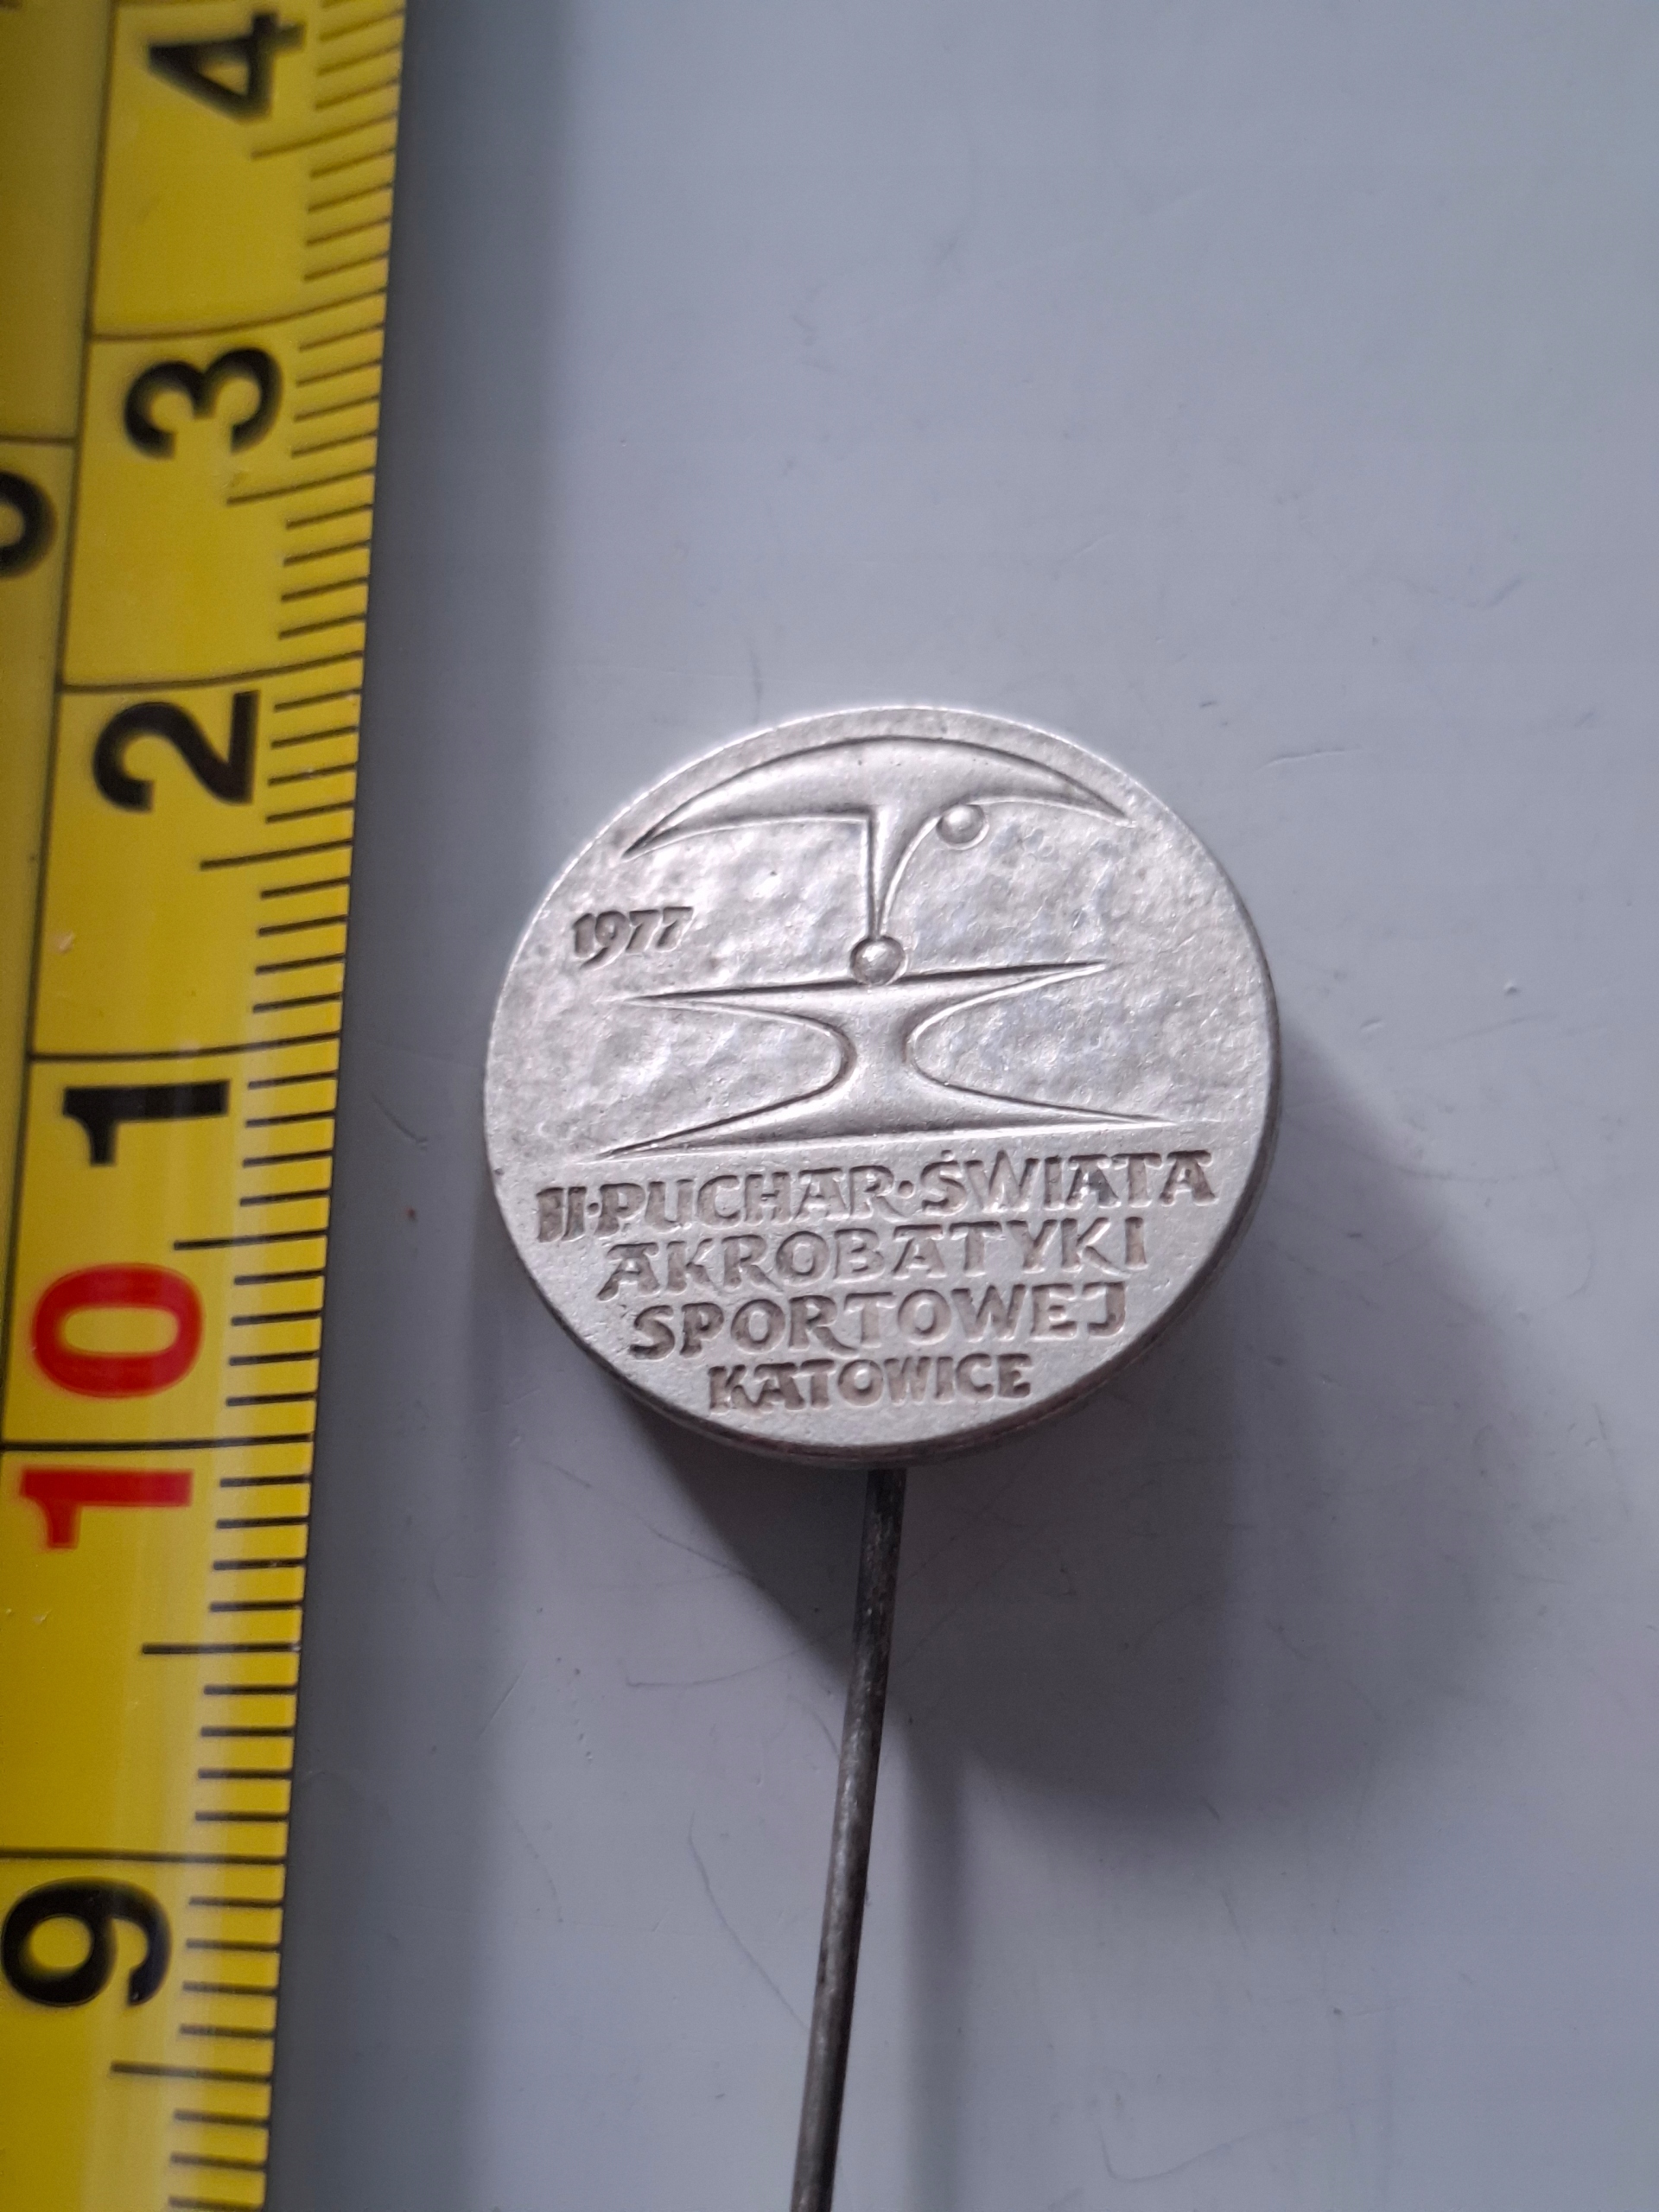 4
3
2
1
10
9
1977
II·PUCHAR·ŚWIATA
AKROBATYKI
SPORTOWEJ
KATOWICE